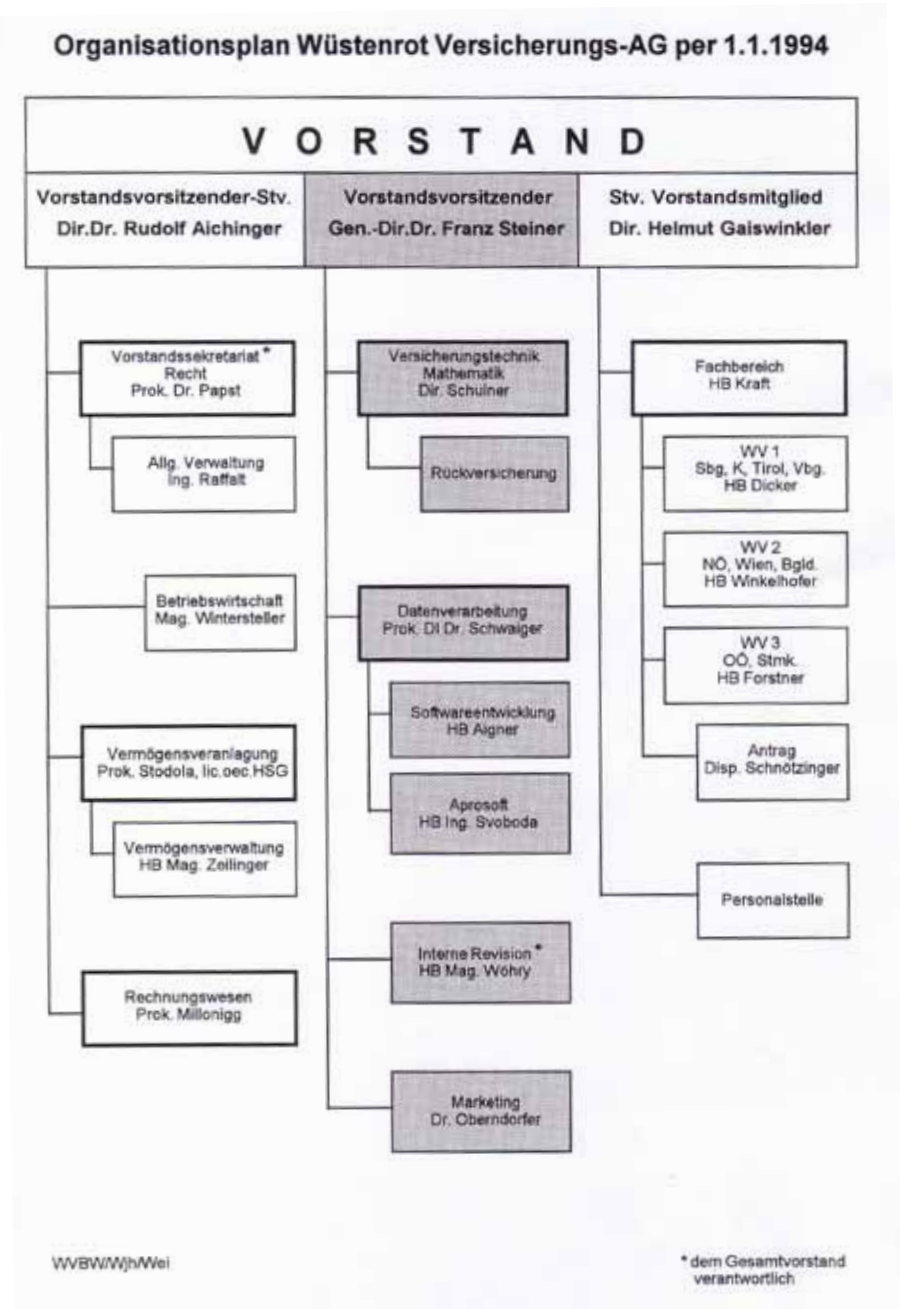 Organisationsplan Wüstenrot Versicherungs-AG per 1.1.1994
VORSTAND
Vorstandsvorsitzender-Stv.
Dir.Dr. Rudolf Aichinger
Vorstandsvorsitzender
Gen.-Dir.Dr. Franz Steiner
Stv. Vorstandsmitglied
Dir. Helmut Gaiswinkler
Vorstandssekretariat *
Recht
Prok. Dr. Papst
Allg. Verwaltung
Ing. Raffalt
Betriebswirtschaft
Mag. Wintersteller
Vermögensveranlagung
Prok. Stodola, lic.oec.HSG
Vermögensverwaltung
HB Mag. Zeilinger
Rechnungswesen
Prok. Millonigg
Versicherungstechnik
Mathematik
Dir. Schulner
Rückversicherung
Datenverarbeitung
Prok. DI Dr. Schwaiger
Softwareentwicklung
HB Aigner
Aprosoft
HB Ing. Svoboda
Interne Revision *
HB Mag. Wöhry
Marketing
Dr. Oberndorfer
Fachbereich
HB Kraft
WV 1
Sbg, K, Tirol, Vbg.
HB Dicker
WV 2
NÖ, Wien, Bgld.
HB Winkelhofer
WV 3
OÖ, Stmk.
HB Forstner
Antrag
Disp. Schnötzinger
Personalstelle
WVBW/Wjh/Wei
* dem Gesamtvorstand
verantwortlich